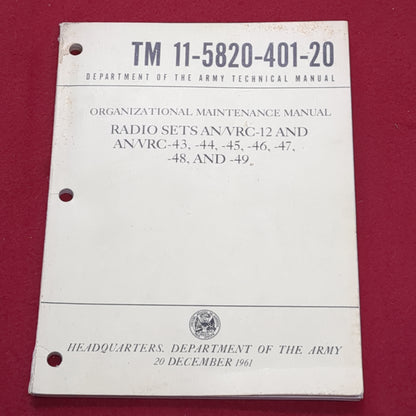 TM 11-5820-401-20
DEPARTMENT OF THE ARMY TECHNICAL MANUAL
ORGANIZATIONAL MAINTENANCE MANUAL
RADIO SETS AN/VRC-12 AND
AN/VRC-43, -44, -45, -46, -47,
-48, AND -49
HEADQUARTERS, DEPARTMENT OF THE ARMY
20 DECEMBER 1961